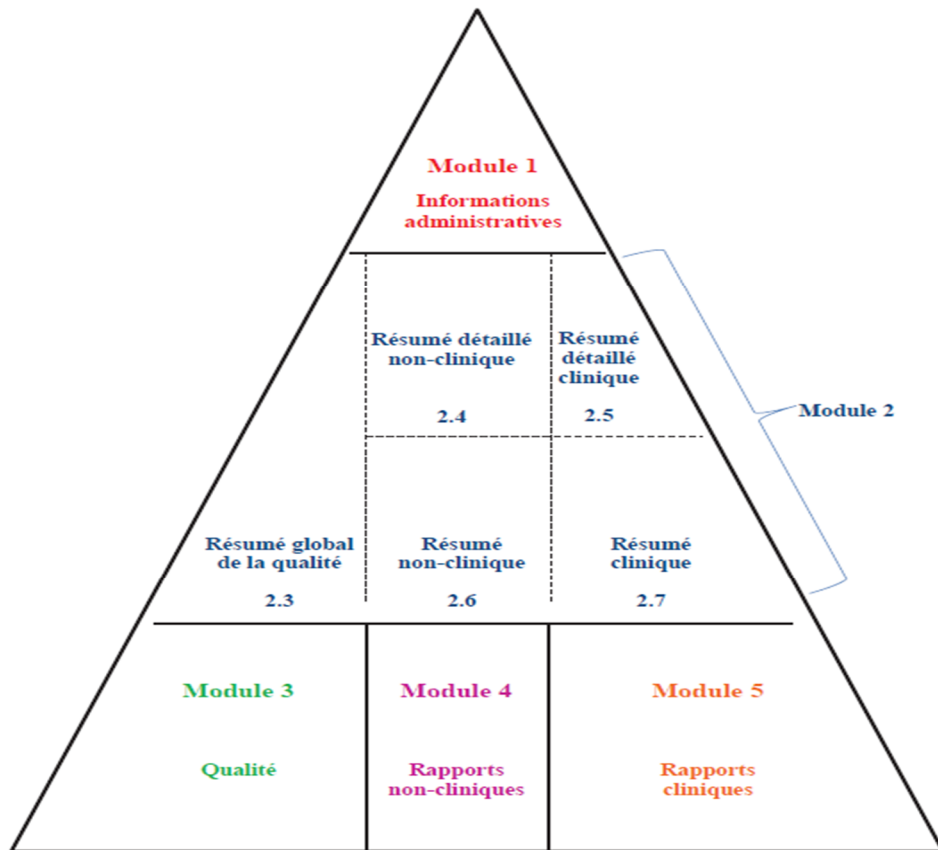 Module 1
Informations
administratives
Résumé détaillé
non-clinique
2.4
Résumé
détaillé
clinique
2.5
Module 2
Résumé global
de la qualité
2.3
Résumé
non-clinique
2.6
Résumé
clinique
2.7
Module 3
Qualité
Module 4
Rapports
non-cliniques
Module 5
Rapports
cliniques